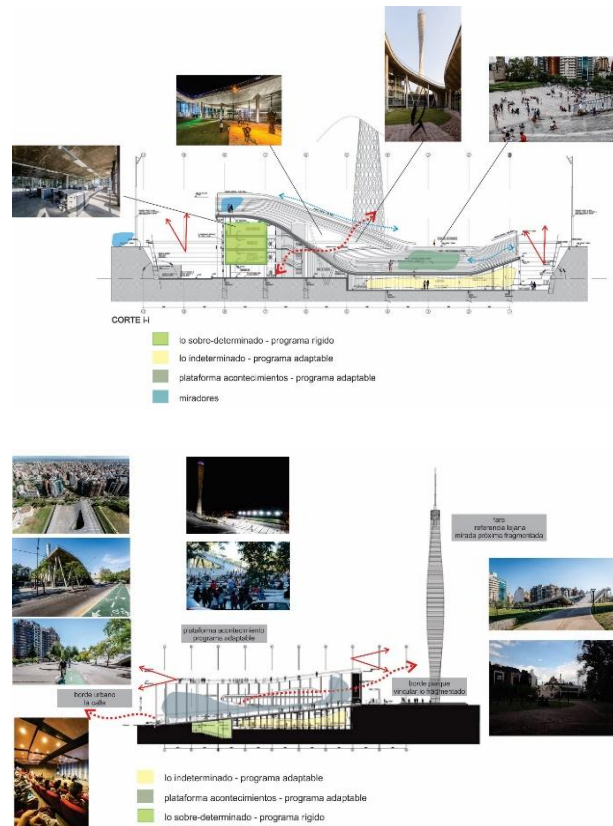 CORTE i-i
lo sobre-determinado - programa rígido
lo indeterminado - programa adaptable
plataforma acontecimientos - programa adaptable
miradores
faro
referencia lejana
mirada próxima fragmentada
plataforma acontecimiento
programa adaptable
borde urbano
la calle
borde parque
vincular lo fragmentado
lo indeterminado - programa adaptable
plataforma acontecimientos - programa adaptable
lo sobre-determinado - programa rígido